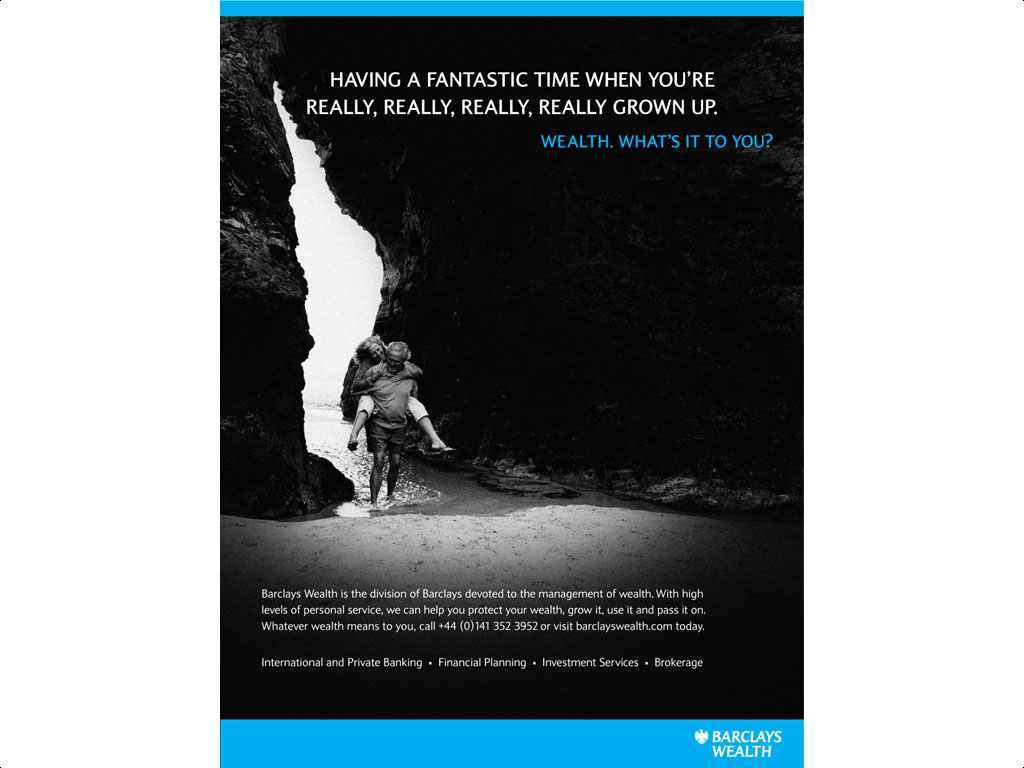 HAVING A FANTASTIC TIME WHEN YOU'RE
REALLY, REALLY, REALLY, REALLY GROWN UP.
WEALTH. WHAT'S IT TO YOU?
Barclays Wealth is the division of Barclays devoted to the management of wealth. With high
levels of personal service, we can help you protect your wealth, grow it, use it and pass it on.
Whatever wealth means to you, call +44 (0)141 352 3952 or visit barclayswealth.com today.
International and Private Banking • Financial Planning • Investment Services • Brokerage
BARCLAYS
WEALTH